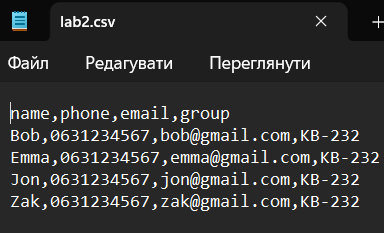 lab2.csv
Файл Редагувати Переглянути
name,phone,email,group
Bob,0631234567,bob@gmail.com,KB-232
Emma,0631234567,emma@gmail.com,KB-232
Jon,0631234567,jon@gmail.com,KB-232
Zak,0631234567,zak@gmail.com,KB-232